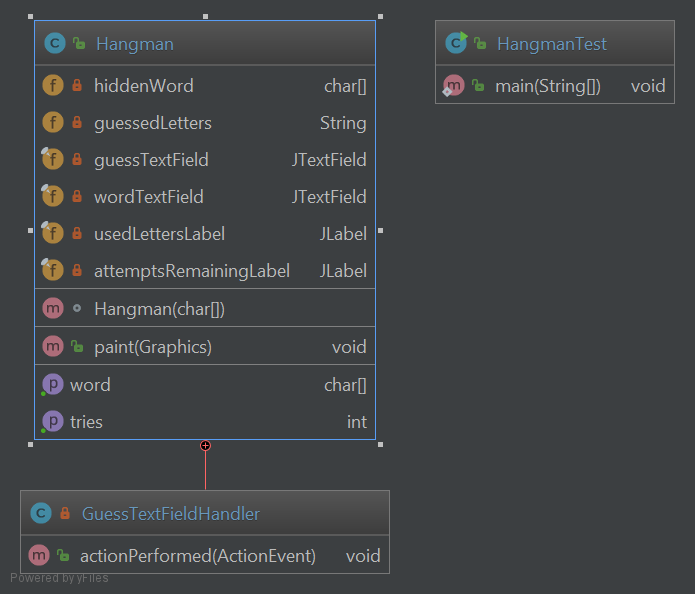 Hangman
hiddenWord char[]
guessedLetters String
guessTextField JTextField
wordTextField JTextField
usedLettersLabel JLabel
attemptsRemainingLabel JLabel
Hangman(char[])
paint(Graphics) void
word char[]
tries int
HangmanTest
main(String[]) void
GuessTextFieldHandler
actionPerformed(ActionEvent) void
Powered by yFiles